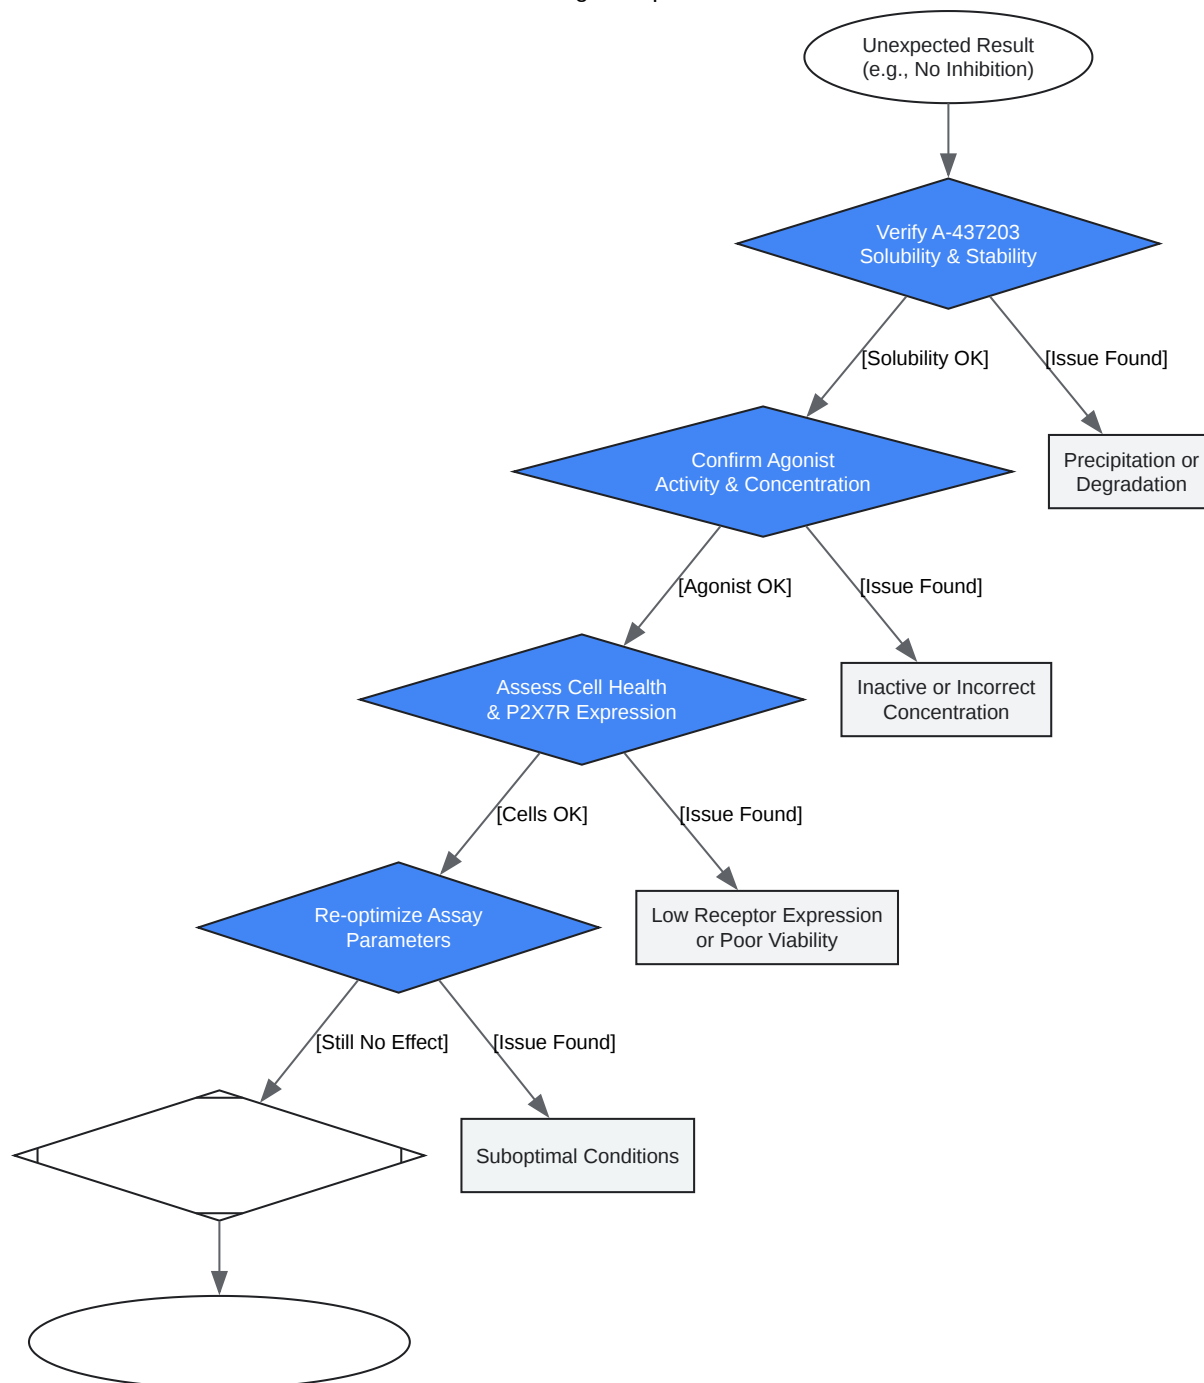 Unexpected Result
(e.g., No Inhibition)
Verify A-437203
Solubility & Stability
[Solubility OK]
[Issue Found]
Confirm Agonist
Activity & Concentration
Precipitation or
Degradation
[Agonist OK]
[Issue Found]
Assess Cell Health
& P2X7R Expression
Inactive or Incorrect
Concentration
[Cells OK]
[Issue Found]
Re-optimize Assay
Parameters
Low Receptor Expression
or Poor Viability
[Still No Effect]
[Issue Found]
Suboptimal Conditions